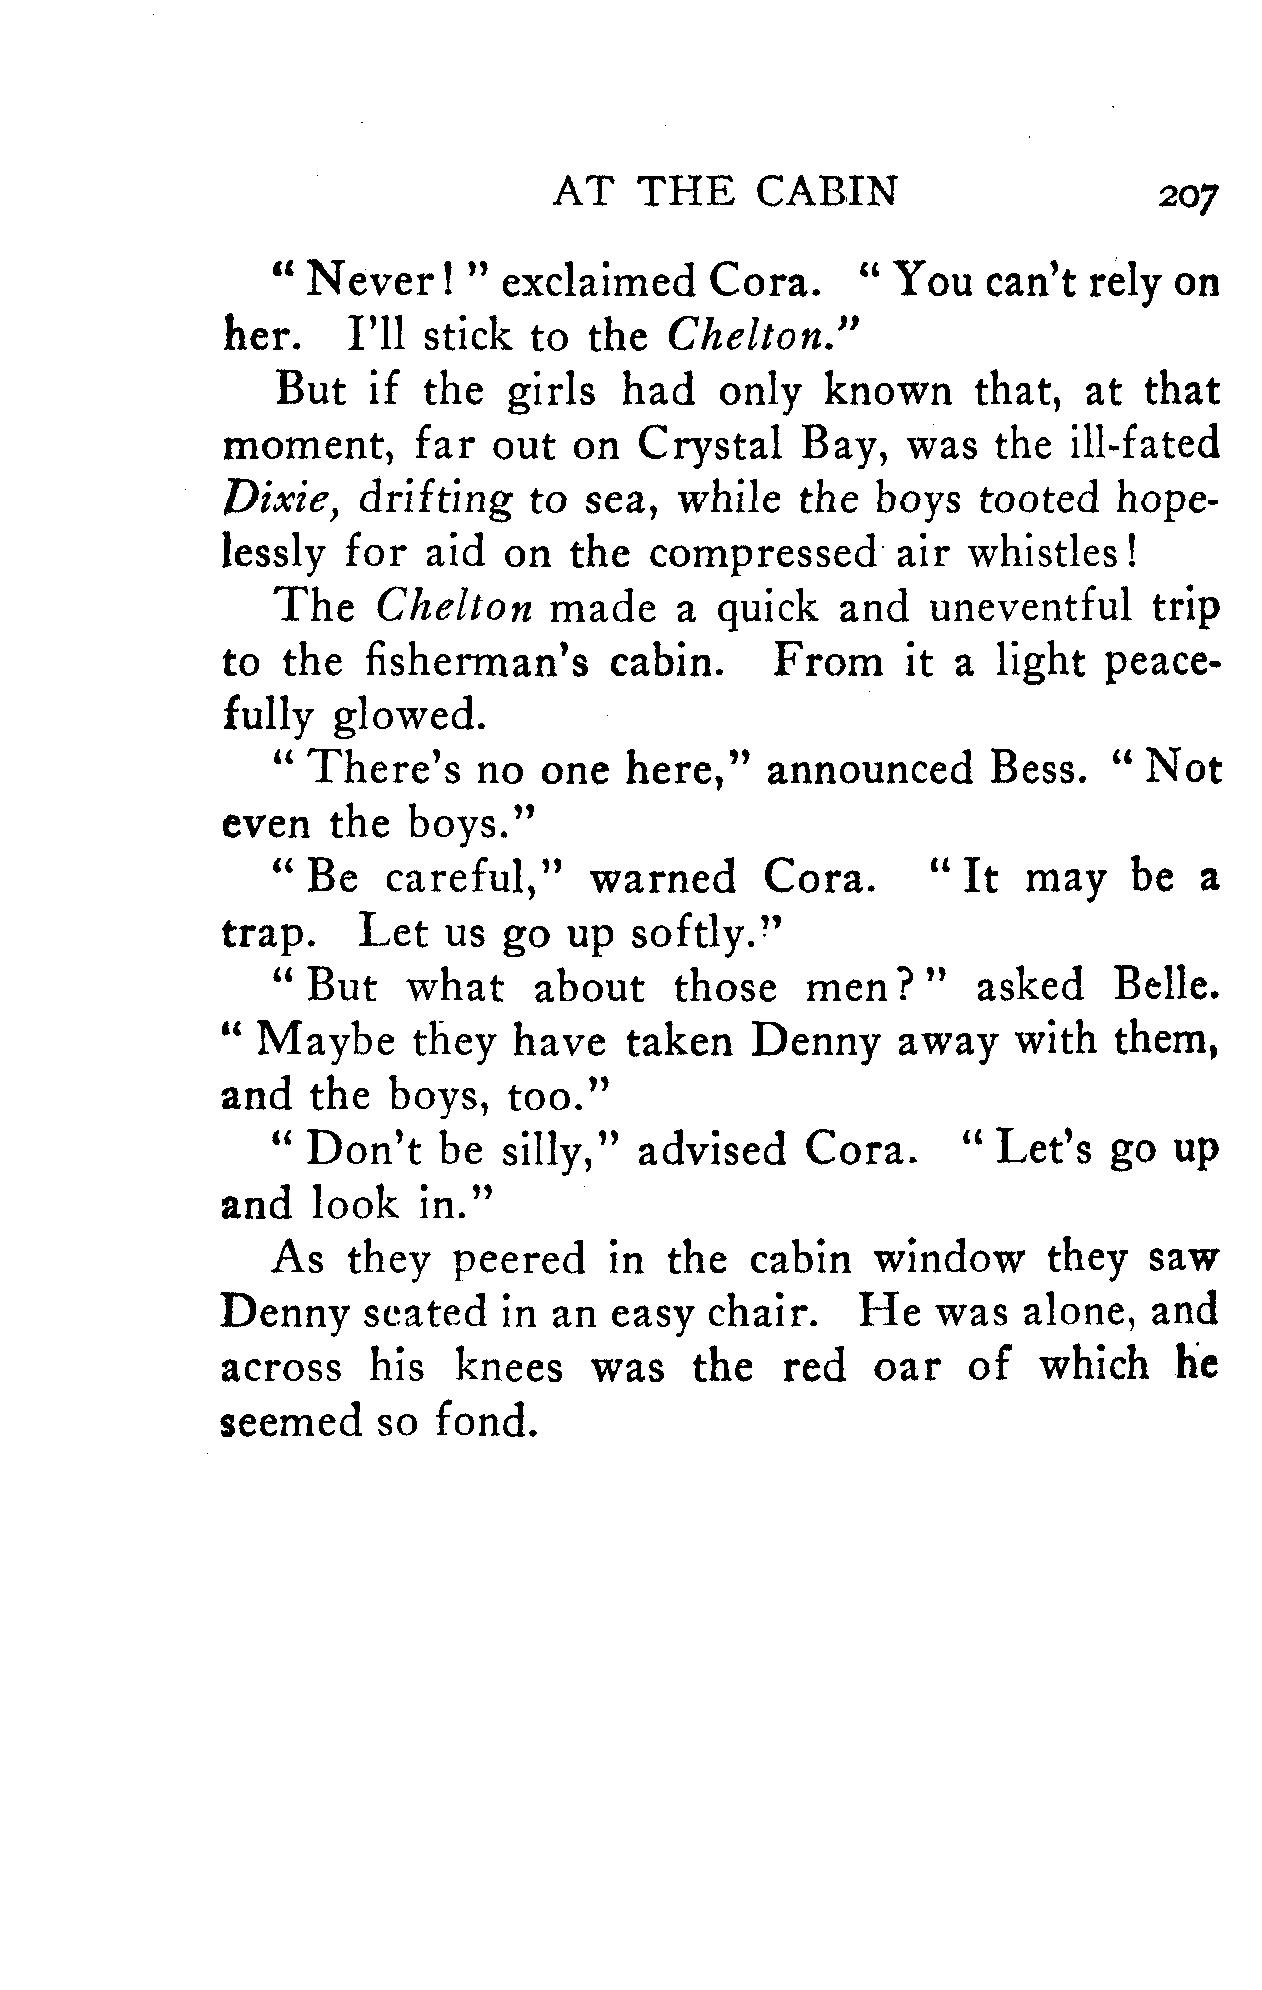 AT THE CABIN 207
" Never! " exclaimed Cora. " You can't rely on
her. I'll stick to the Chelton."
But if the girls had only known that, at that
moment, far out on Crystal Bay, was the ill-fated
Dixie, drifting to sea, while the boys tooted hope-
lessly for aid on the compressed air whistles!
The Chelton made a quick and uneventful trip
to the fisherman's cabin. From it a light peace-
fully glowed.
" There's no one here," announced Bess. " Not
even the boys."
" Be careful," warned Cora. " It may be a
trap. Let us go up softly."
" But what about those men? " asked Belle.
" Maybe they have taken Denny away with them,
and the boys, too."
" Don't be silly," advised Cora. " Let's go up
and look in."
As they peered in the cabin window they saw
Denny seated in an easy chair. He was alone, and
across his knees was the red oar of which he
seemed so fond.